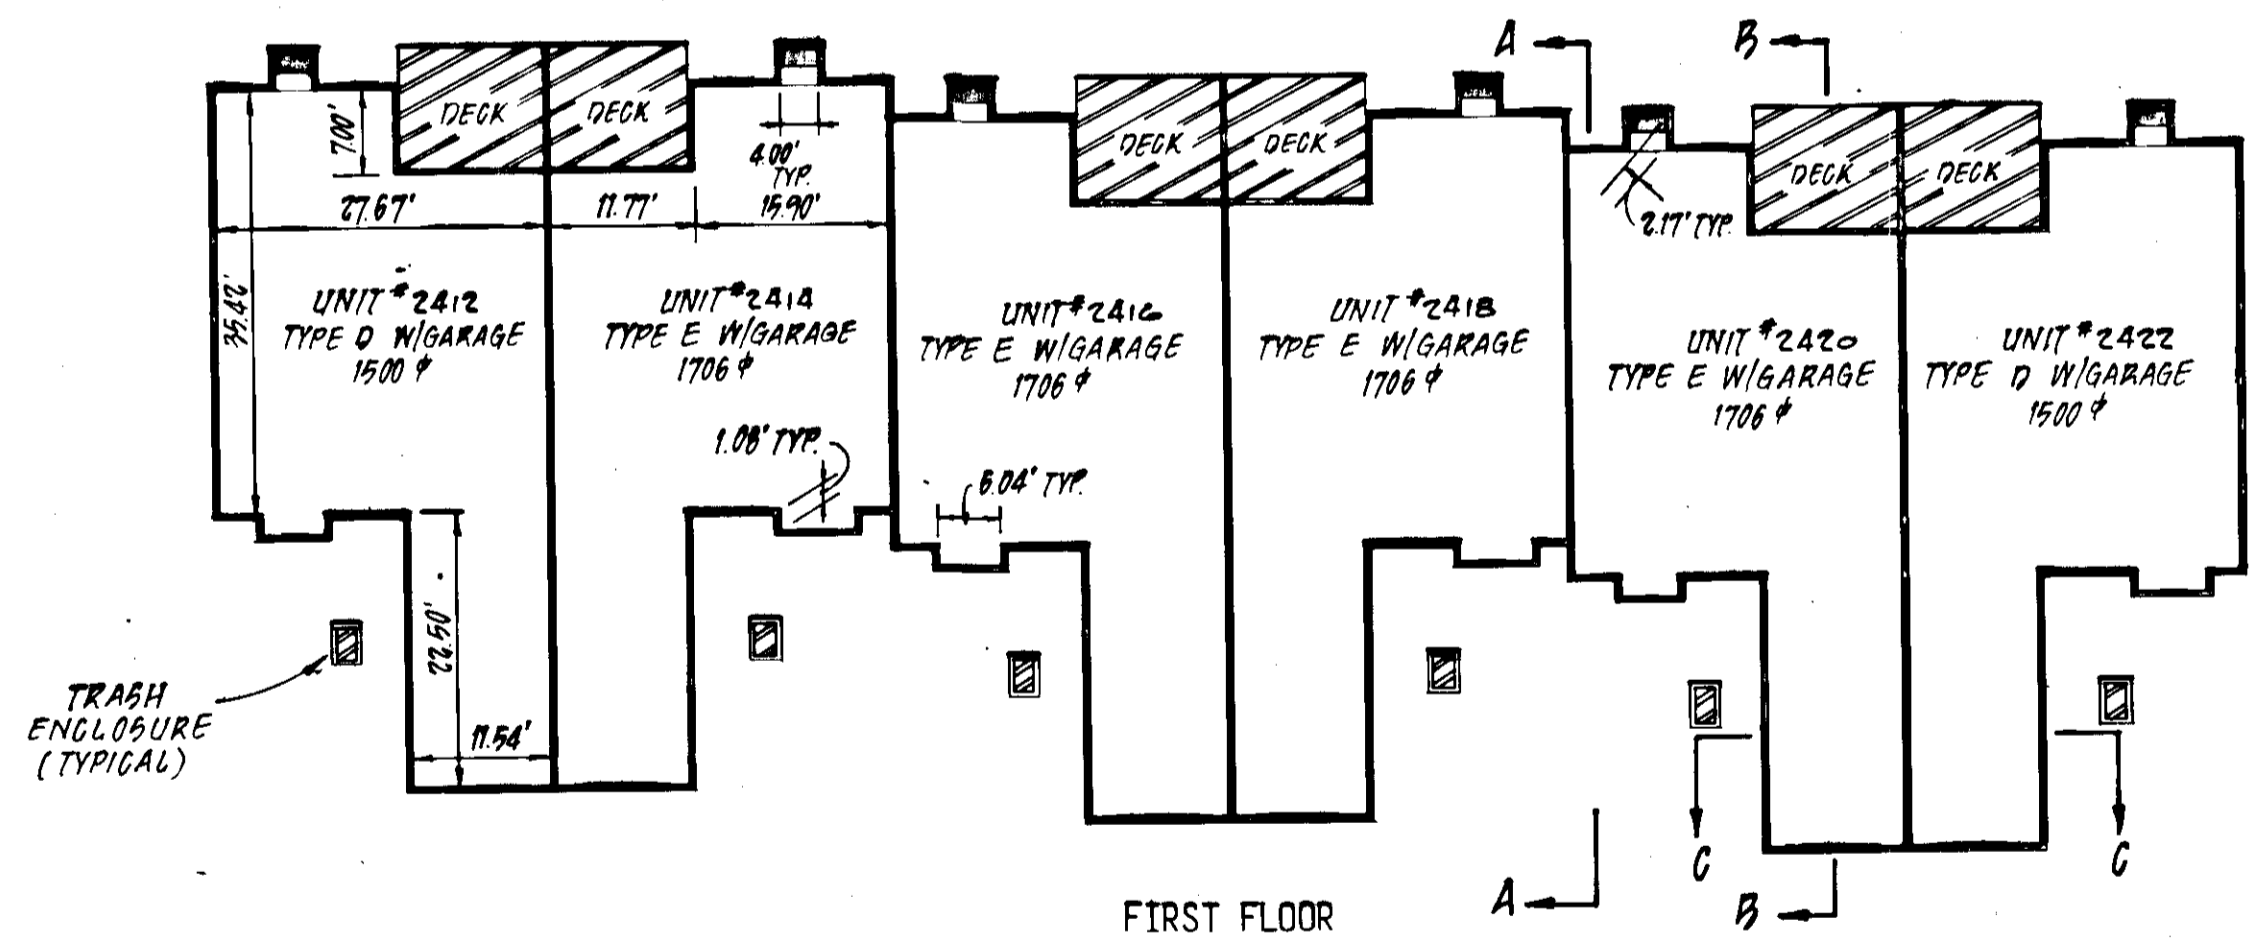 A
B
DECK
DECK
7.00'
4.00'
TYP.
DECK
DECK
DECK
DECK
27.67'
11.77'
15.90'
2.17' TYP.
35.42'
UNIT #2412
TYPE D W/GARAGE
1500 ⌽
UNIT #2414
TYPE E W/GARAGE
1706 ⌽
UNIT #2416
TYPE E W/GARAGE
1706 ⌽
UNIT #2418
TYPE E W/GARAGE
1706 ⌽
UNIT #2420
TYPE E W/GARAGE
1706 ⌽
UNIT #2422
TYPE D W/GARAGE
1500 ⌽
1.08' TYP.
5.04' TYP.
22.50'
TRASH
ENCLOSURE
(TYPICAL)
11.54'
C
C
A
B
FIRST FLOOR